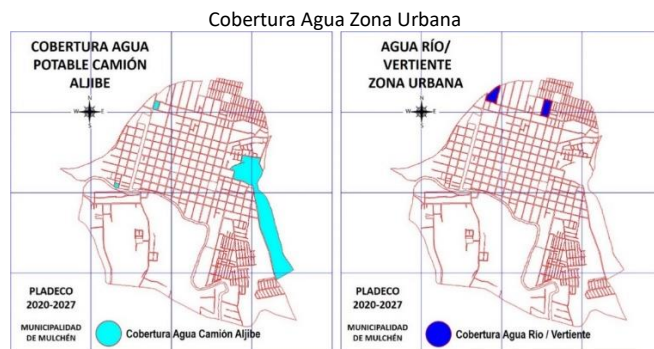 Cobertura Agua Zona Urbana
COBERTURA AGUA
POTABLE CAMIÓN
ALJIBE
N
W
E
S
PLADECO
2020-2027
MUNICIPALIDAD
DE MULCHÉN
Cobertura Agua Camión Aljibe
AGUA RÍO/
VERTIENTE
ZONA URBANA
N
W
E
S
PLADECO
2020-2027
MUNICIPALIDAD
DE MULCHÉN
Cobertura Agua Rio / Vertiente